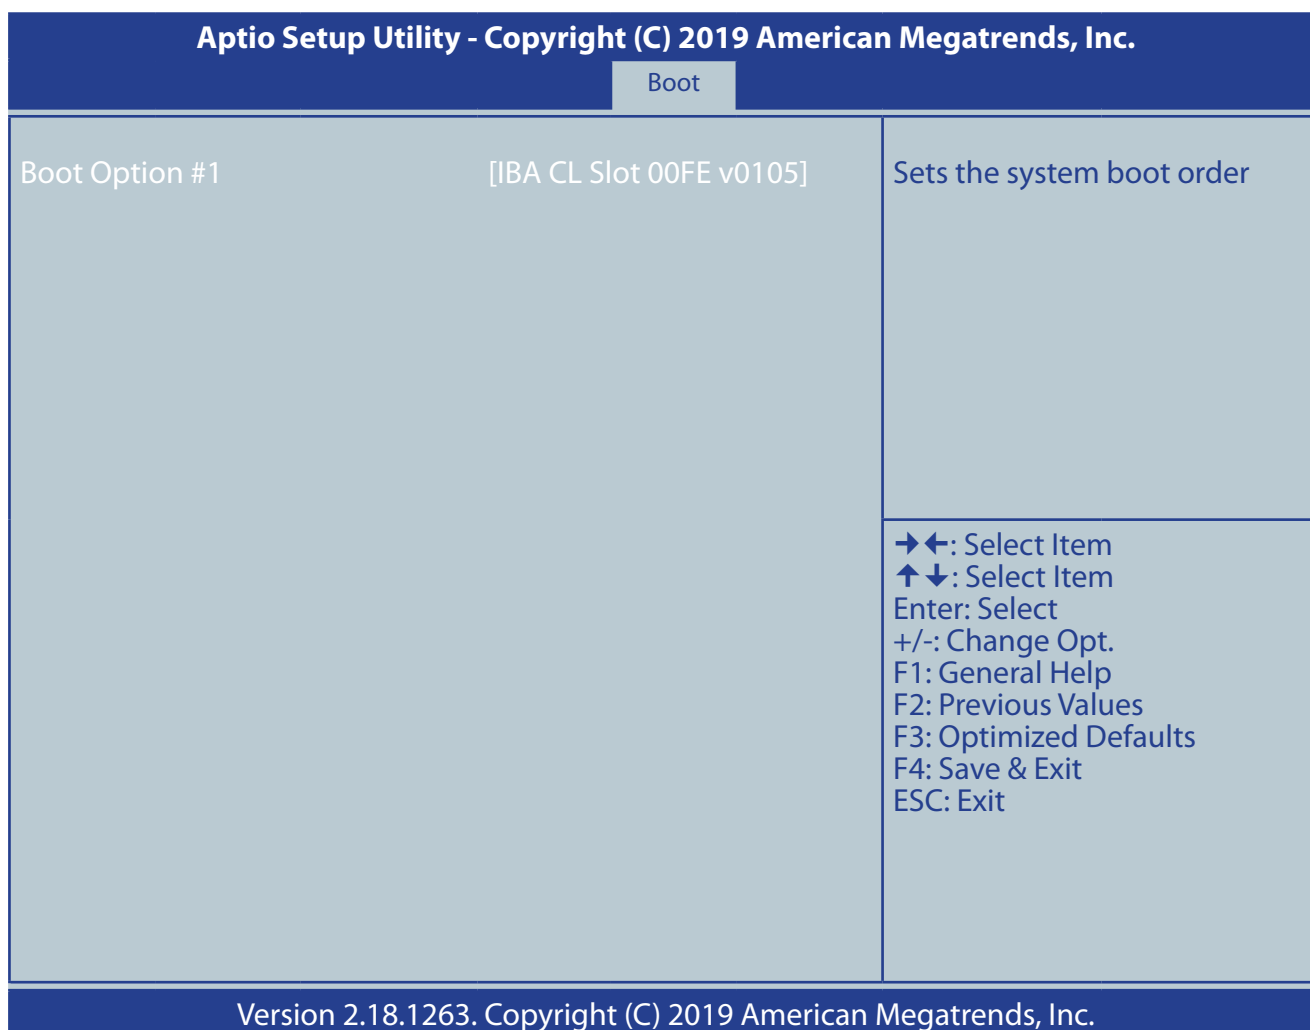 Aptio Setup Utility - Copyright (C) 2019 American Megatrends, Inc.
Boot
Boot Option #1 [IBA CL Slot 00FE v0105]
Sets the system boot order
→←: Select Item
↑↓: Select Item
Enter: Select
+/-: Change Opt.
F1: General Help
F2: Previous Values
F3: Optimized Defaults
F4: Save & Exit
ESC: Exit
Version 2.18.1263. Copyright (C) 2019 American Megatrends, Inc.